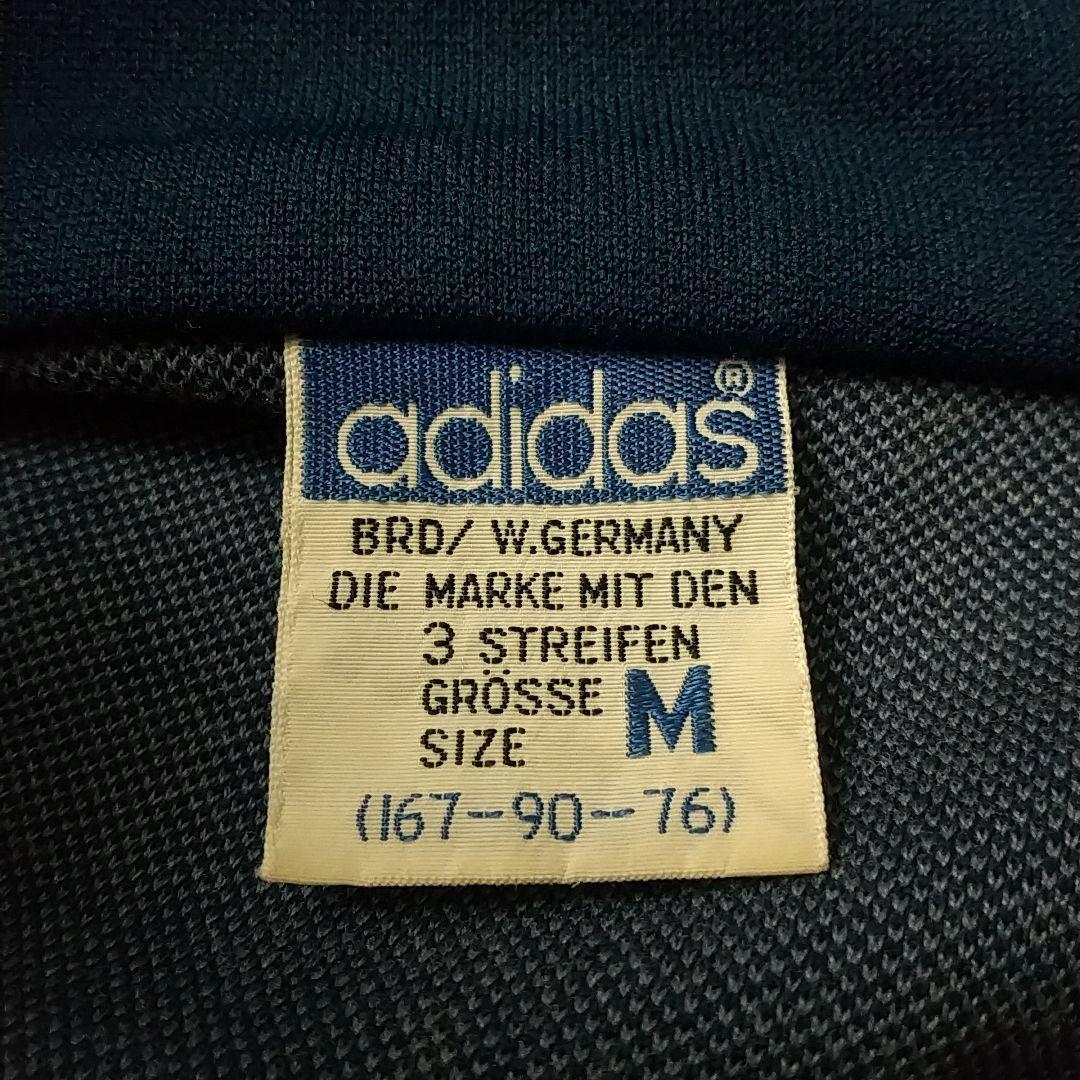 adidas®
BRD/ W.GERMANY
DIE MARKE MIT DEN
3 STREIFEN
GRÖSSE M
SIZE
(167-90-76)